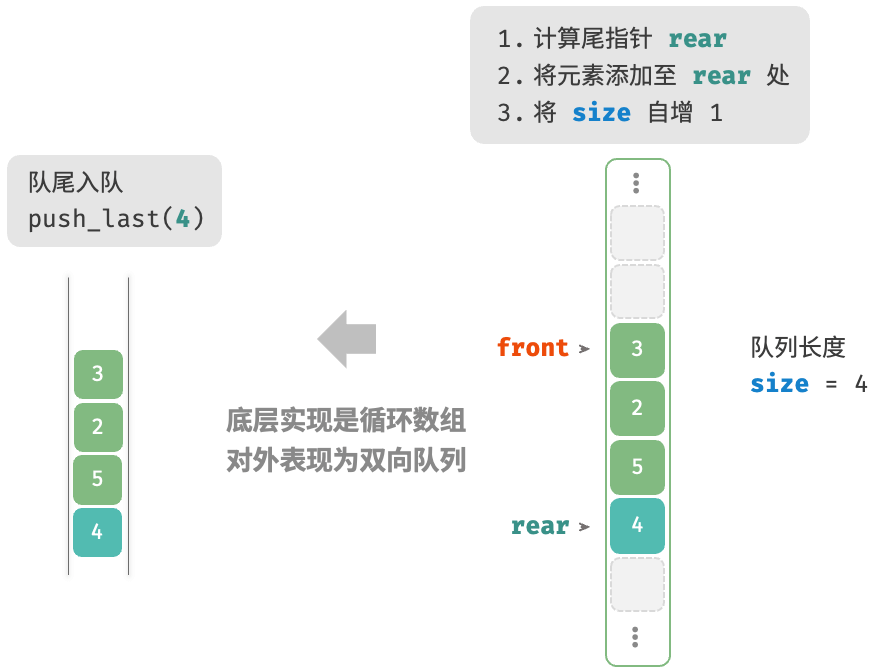 1. 计算尾指针 rear
2. 将元素添加至 rear 处
3. 将 size 自增 1
队尾入队
push_last(4)
3
2
5
4
底层实现是循环数组
对外表现为双向队列
front >
3
2
5
rear >
4
队列长度
size = 4